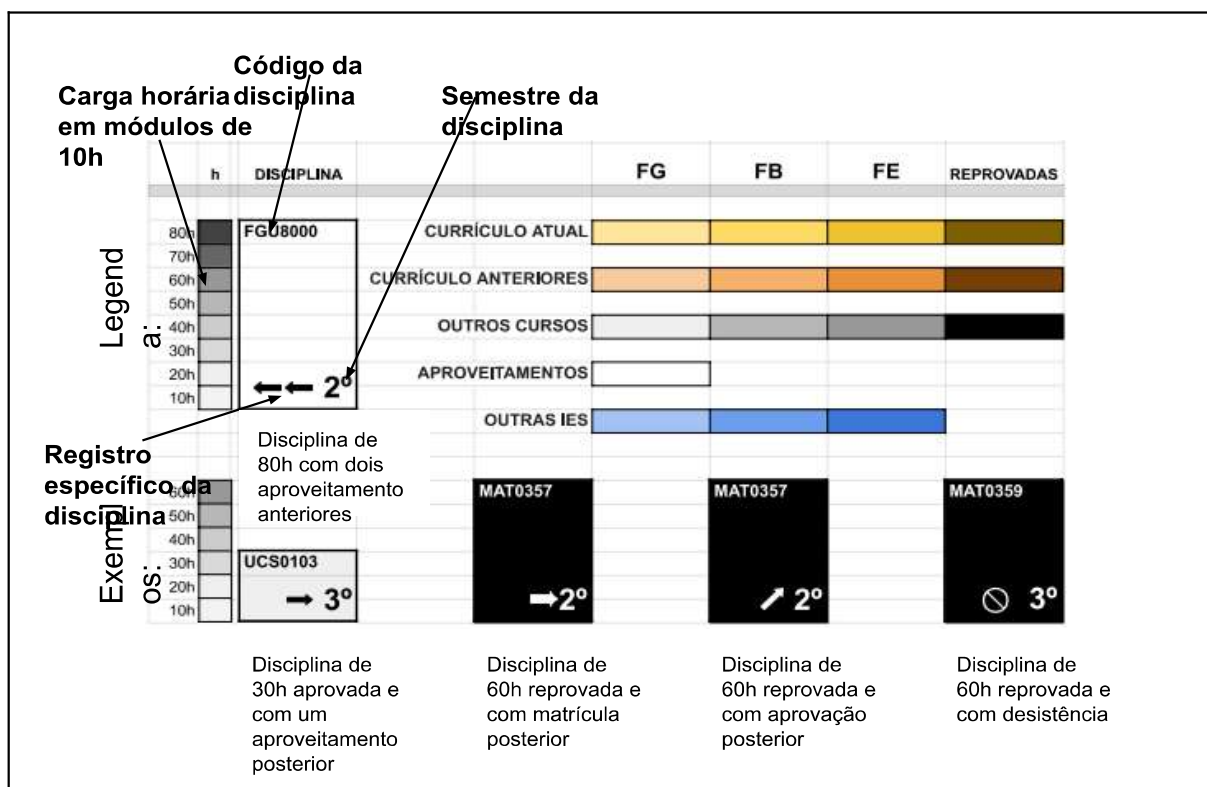 Código da
disciplina
Carga horária
em módulos de
10h
Semestre da
disciplina
h DISCIPLINA FG FB FE REPROVADAS
Legend
a:
80h
70h
60h
50h
40h
30h
20h
10h
FGU8000
2º
CURRÍCULO ATUAL
CURRÍCULO ANTERIORES
OUTROS CURSOS
APROVEITAMENTOS
OUTRAS IES
Registro
específico da
disciplina
Disciplina de
80h com dois
aproveitamento
anteriores
Exempl
os:
60h
50h
40h
30h
20h
10h
UCS0103
3º
MAT0357
2º
MAT0357
2º
MAT0359
3º
Disciplina de
30h aprovada e
com um
aproveitamento
posterior
Disciplina de
60h reprovada e
com matrícula
posterior
Disciplina de
60h reprovada e
com aprovação
posterior
Disciplina de
60h reprovada e
com desistência